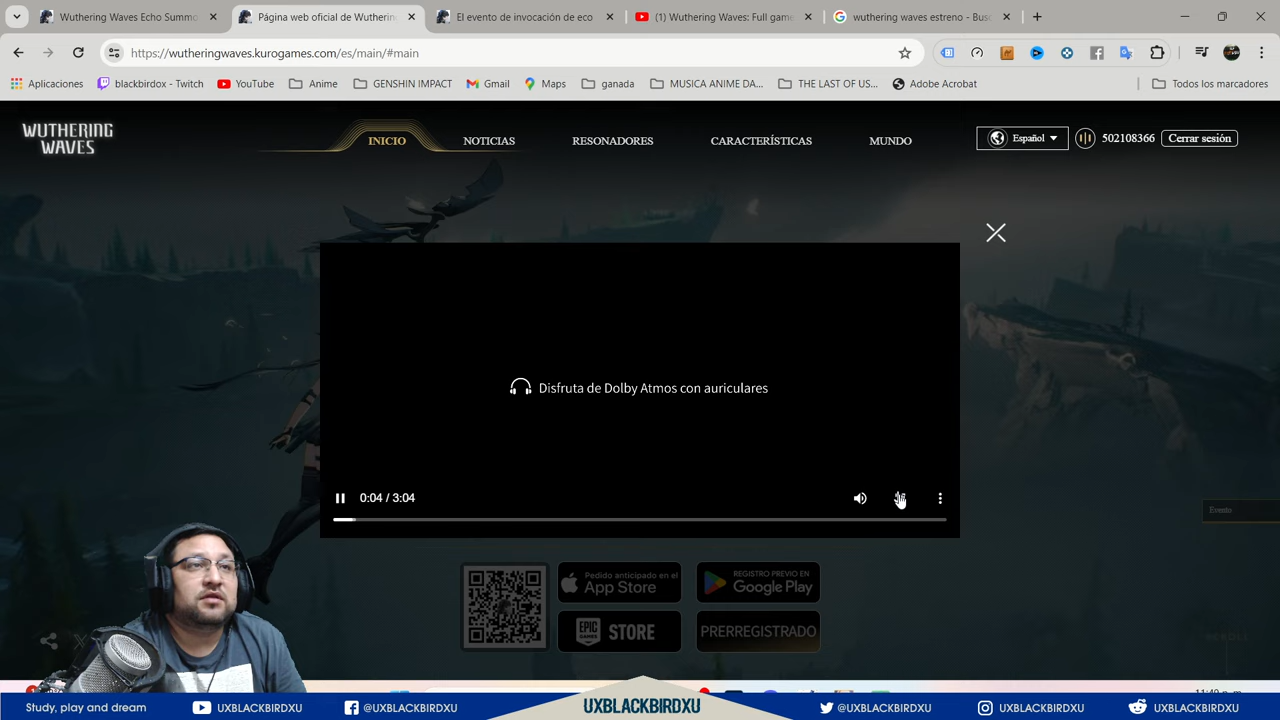 Wuthering Waves Echo Summo
Página web oficial de Wutherin
El evento de invocación de eco
(1) Wuthering Waves: Full game
wuthering waves estreno - Bus
https://wutheringwaves.kurogames.com/es/main/#main
Aplicaciones
blackbirdox - Twitch
YouTube
Anime
GENSHIN IMPACT
Gmail
Maps
ganada
MUSICA ANIME DA...
THE LAST OF US...
Adobe Acrobat
Todos los marcadores
WUTHERING WAVES
INICIO
NOTICIAS
RESONADORES
CARACTERÍSTICAS
MUNDO
Español
502108366
Cerrar sesión
Disfruta de Dolby Atmos con auriculares
0:04 / 3:04
Evento
Pedido anticipado en el
App Store
REGISTRO PREVIO EN
Google Play
EPIC GAMES STORE
PRERREGISTRADO
SCROLL
Study, play and dream
UXBLACKBIRDXU
@UXBLACKBIRDXU
UXBLACKBIRDXU
@UXBLACKBIRDXU
UXBLACKBIRDXU
UXBLACKBIRDXU